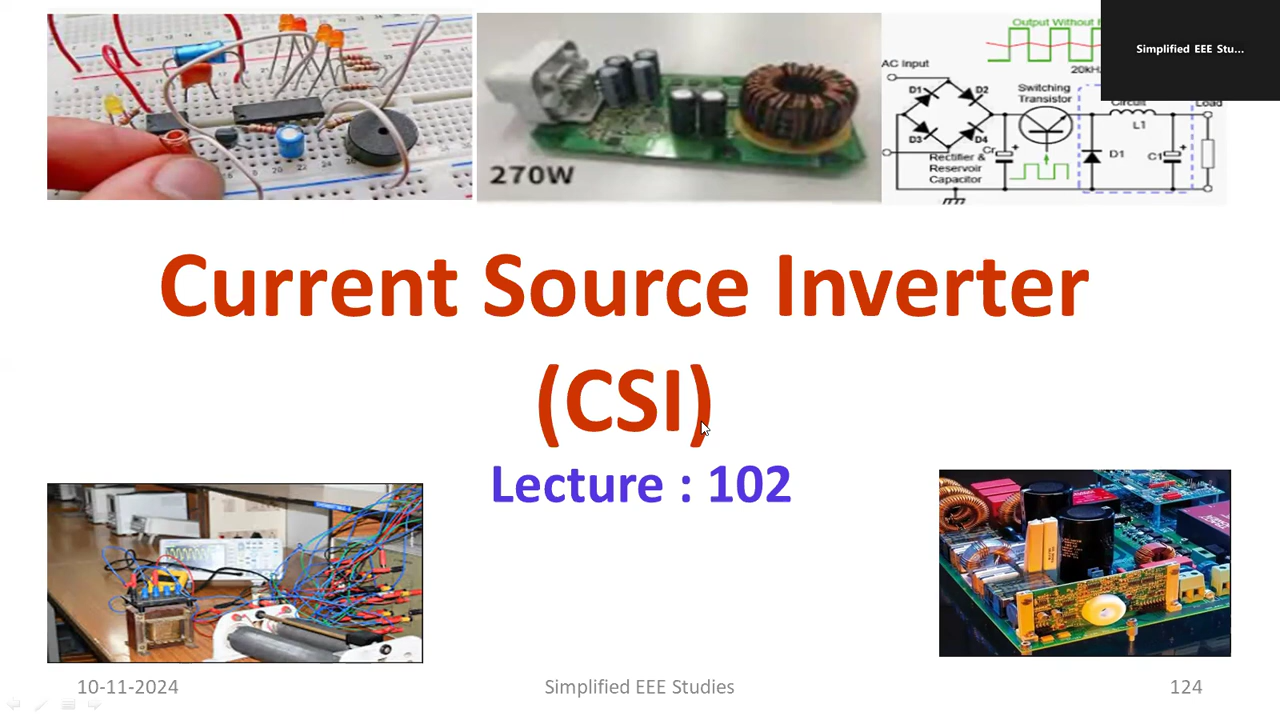 Output Without
Simplified EEE Stu...
AC Input
20kHz
D1
D2
Switching
Transistor
Circuit
Load
L1
D3
D4
Cr
+
D1
C1
+
Rectifier &
Reservoir
Capacitor
270W
Current Source Inverter
(CSI)
Lecture : 102
10-11-2024
Simplified EEE Studies
124